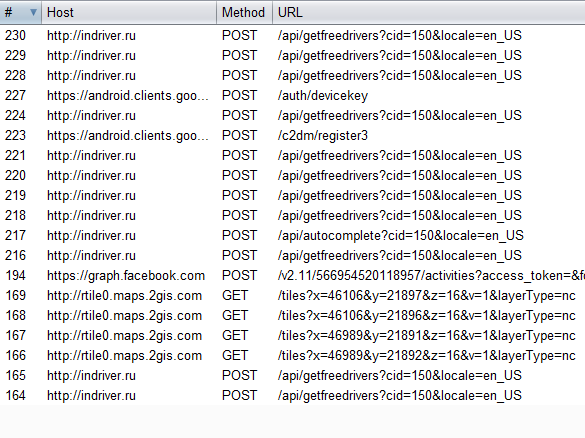 # Host Method URL
230 http://indriver.ru POST /api/getfreedrivers?cid=150&locale=en_US
229 http://indriver.ru POST /api/getfreedrivers?cid=150&locale=en_US
228 http://indriver.ru POST /api/getfreedrivers?cid=150&locale=en_US
227 https://android.clients.goo... POST /auth/devicekey
224 http://indriver.ru POST /api/getfreedrivers?cid=150&locale=en_US
223 https://android.clients.goo... POST /c2dm/register3
221 http://indriver.ru POST /api/getfreedrivers?cid=150&locale=en_US
220 http://indriver.ru POST /api/getfreedrivers?cid=150&locale=en_US
219 http://indriver.ru POST /api/getfreedrivers?cid=150&locale=en_US
218 http://indriver.ru POST /api/getfreedrivers?cid=150&locale=en_US
217 http://indriver.ru POST /api/autocomplete?cid=150&locale=en_US
216 http://indriver.ru POST /api/getfreedrivers?cid=150&locale=en_US
194 https://graph.facebook.com POST /v2.11/566954520118957/activities?access_token=&fo
169 http://rtile0.maps.2gis.com GET /tiles?x=46106&y=21897&z=16&v=1&layerType=nc
168 http://rtile0.maps.2gis.com GET /tiles?x=46106&y=21896&z=16&v=1&layerType=nc
167 http://rtile0.maps.2gis.com GET /tiles?x=46989&y=21891&z=16&v=1&layerType=nc
166 http://rtile0.maps.2gis.com GET /tiles?x=46989&y=21892&z=16&v=1&layerType=nc
165 http://indriver.ru POST /api/getfreedrivers?cid=150&locale=en_US
164 http://indriver.ru POST /api/getfreedrivers?cid=150&locale=en_US